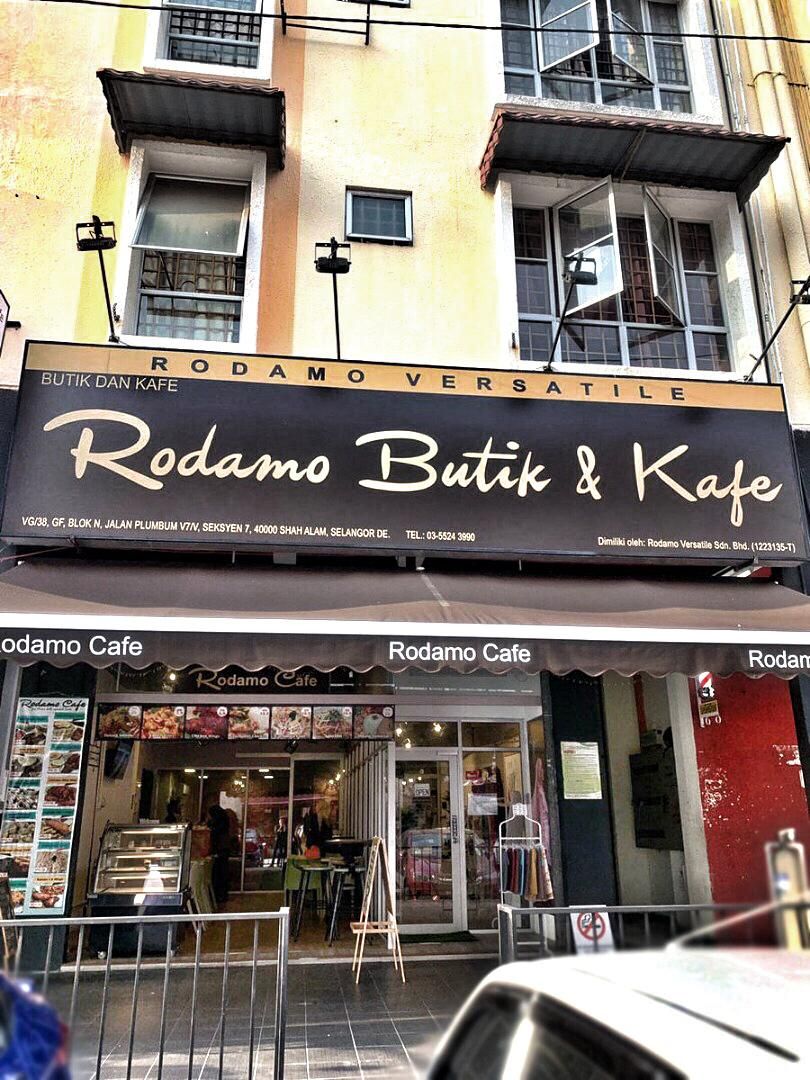 RODAMO VERSATILE
BUTIK DAN KAFE
Rodamo Butik & Kafe
VG/38, GF, BLOK N, JALAN PLUMBUM V7/V, SEKSYEN 7, 40000 SHAH ALAM, SELANGOR DE. TEL.: 03-5524 3990
Dimiliki oleh: Rodamo Versatile Sdn. Bhd. (1223135-T)
odamo Cafe
Rodamo Cafe
Rodam
Rodamo Cafe
Rodamo Cafe
OPEN